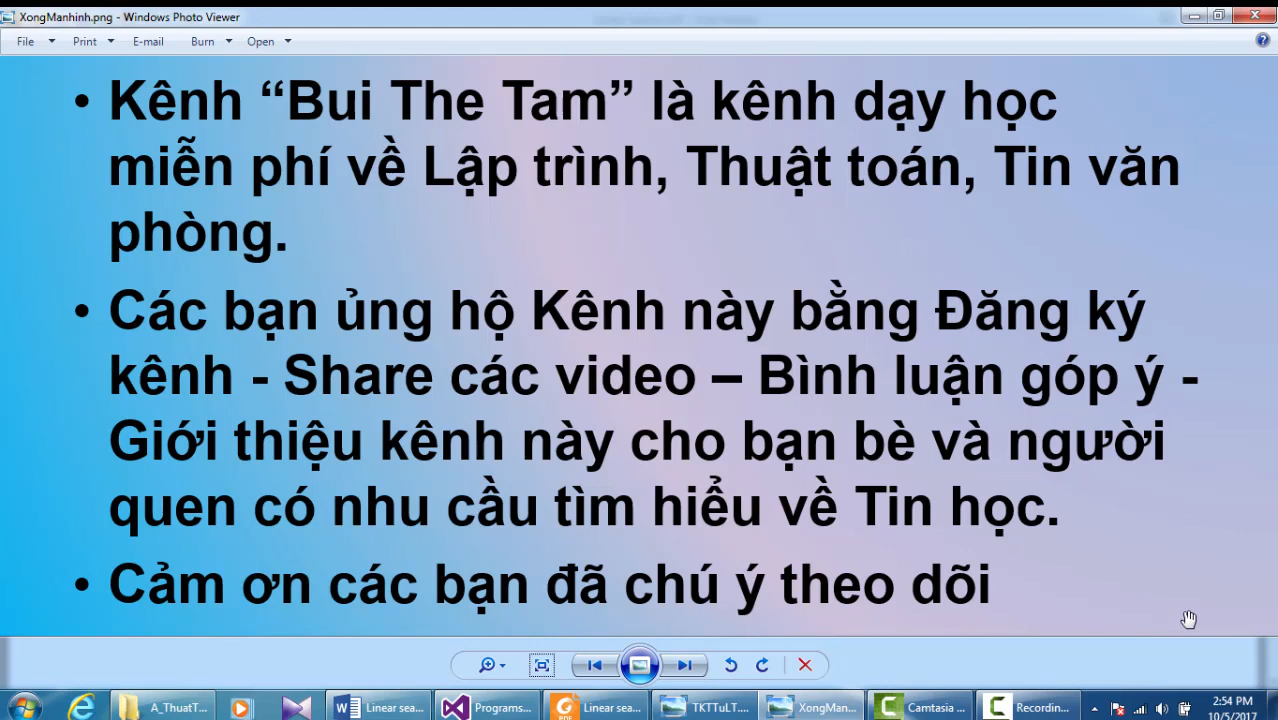 XongManhinh.png - Windows Photo Viewer
File Print E-mail Burn Open
• Kênh “Bui The Tam” là kênh dạy học
miễn phí về Lập trình, Thuật toán, Tin văn
phòng.
• Các bạn ủng hộ Kênh này bằng Đăng ký
kênh - Share các video – Bình luận góp ý -
Giới thiệu kênh này cho bạn bè và người
quen có nhu cầu tìm hiểu về Tin học.
• Cảm ơn các bạn đã chú ý theo dõi
A_ThuatT... Linear sea... Programs... Linear sea... TKTTuLT.... XongMan... Camtasia ... Recordin... 2:54 PM
10/5/2017